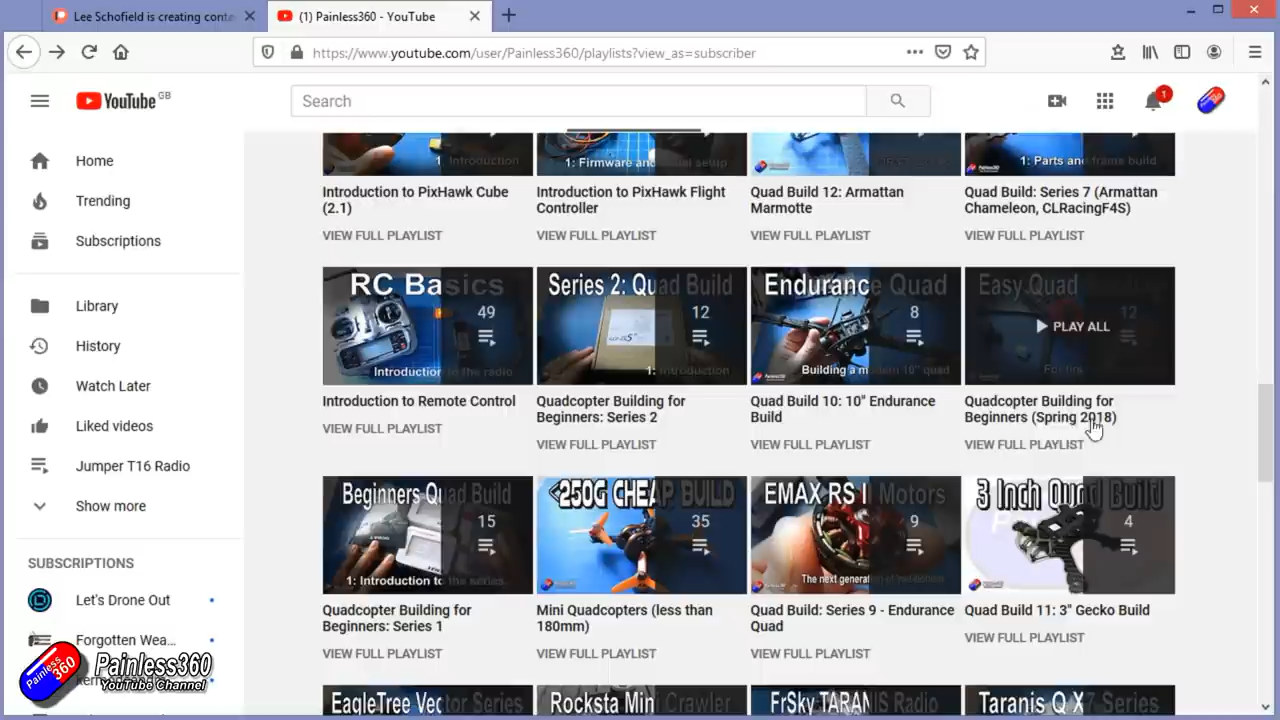 Lee Schofield is creating conte
(1) Painless360 - YouTube
https://www.youtube.com/user/Painless360/playlists?view_as=subscriber
YouTube GB
Search
1
Home
Trending
Subscriptions
Library
History
Watch Later
Liked videos
Jumper T16 Radio
Show more
SUBSCRIPTIONS
Let's Drone Out
Forgotten Wea...
Painless 360
Painless360
YouTube Channel
1. Introduction
1: Firmware and
setup
1: Parts and frame build
Introduction to PixHawk Cube
(2.1)
VIEW FULL PLAYLIST
Introduction to PixHawk Flight
Controller
VIEW FULL PLAYLIST
Quad Build 12: Armattan
Marmotte
VIEW FULL PLAYLIST
Quad Build: Series 7 (Armattan
Chameleon, CLRacingF4S)
VIEW FULL PLAYLIST
RC Basics
49
Introduction to the radio
Introduction to Remote Control
VIEW FULL PLAYLIST
Series 2: Quad Build
12
1: Introduction
Quadcopter Building for
Beginners: Series 2
VIEW FULL PLAYLIST
Endurance Quad
8
Building a modern 10" quad
Quad Build 10: 10" Endurance
Build
VIEW FULL PLAYLIST
Easy Quad
12
PLAY ALL
Quadcopter Building for
Beginners (Spring 2018)
VIEW FULL PLAYLIST
Beginners Quad Build
15
1: Introduction to the series
Quadcopter Building for
Beginners: Series 1
VIEW FULL PLAYLIST
250G CHEAP BUILD
35
Mini Quadcopters (less than
180mm)
VIEW FULL PLAYLIST
EMAX RS II Motors
9
The next generation of red bottoms
Quad Build: Series 9 - Endurance
Quad
VIEW FULL PLAYLIST
3 Inch Quad Build
4
Quad Build 11: 3" Gecko Build
VIEW FULL PLAYLIST
EagleTree Vector Series
Rocksta Mini Crawler
FrSky TARANIS Radio
Taranis Q X7 Series